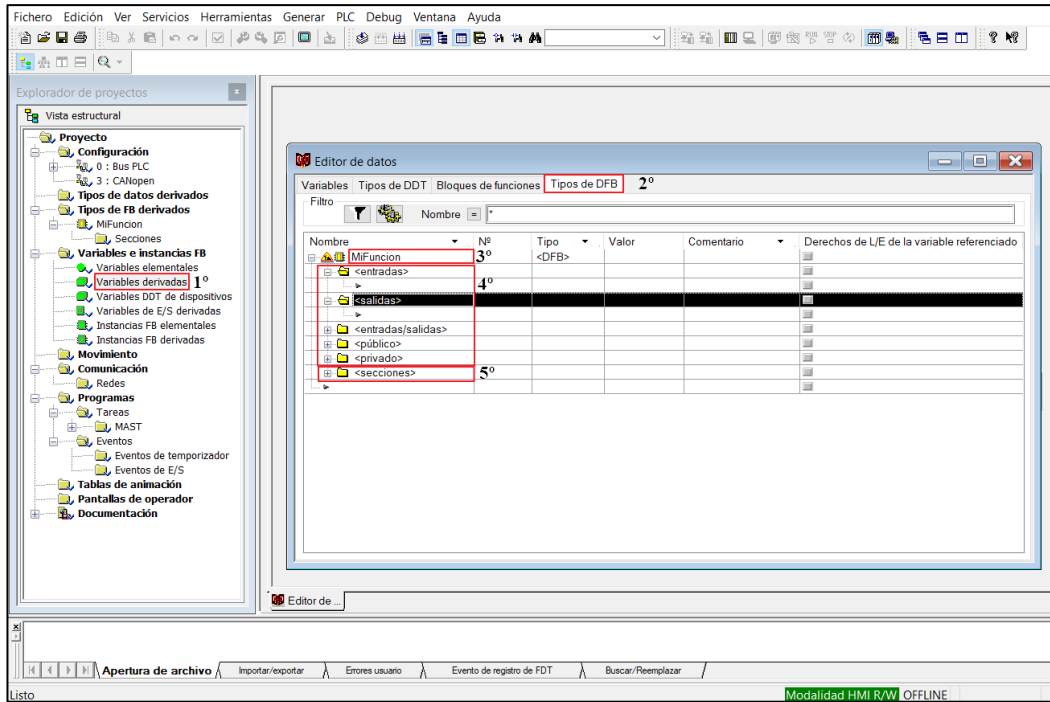 Fichero Edición Ver Servicios Herramientas Generar PLC Debug Ventana Ayuda
Explorador de proyectos
Vista estructural
Proyecto
Configuración
0 : Bus PLC
3 : CANopen
Tipos de datos derivados
Tipos de FB derivados
MiFuncion
Secciones
Variables e instancias FB
Variables elementales
Variables derivadas 1º
Variables DDT de dispositivos
Variables de E/S derivadas
Instancias FB elementales
Instancias FB derivadas
Movimiento
Comunicación
Redes
Programas
Tareas
MAST
Eventos
Eventos de temporizador
Eventos de E/S
Tablas de animación
Pantallas de operador
Documentación
Editor de datos
Variables Tipos de DDT Bloques de funciones Tipos de DFB 2º
Filtro
Nombre = *
Nombre Nº Tipo Valor Comentario Derechos de L/E de la variable referenciado
MiFuncion 3º <DFB>
<entradas>
4º
<salidas>
<entradas/salidas>
<público>
<privado>
<secciones> 5º
Editor de ...
Apertura de archivo Importar/exportar Errores usuario Evento de registro de FDT Buscar/Reemplazar
Listo Modalidad HMI R/W OFFLINE